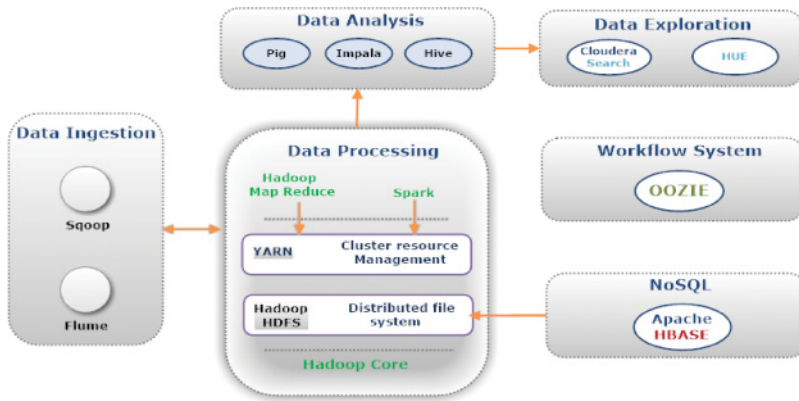 Data Analysis
Pig
Impala
Hive
Data Exploration
Cloudera
Search
HUE
Data Ingestion
Sqoop
Flume
Data Processing
Hadoop
Map Reduce
Spark
YARN
Cluster resource
Management
Hadoop
HDFS
Distributed file
system
Hadoop Core
Workflow System
OOZIE
NoSQL
Apache
HBASE